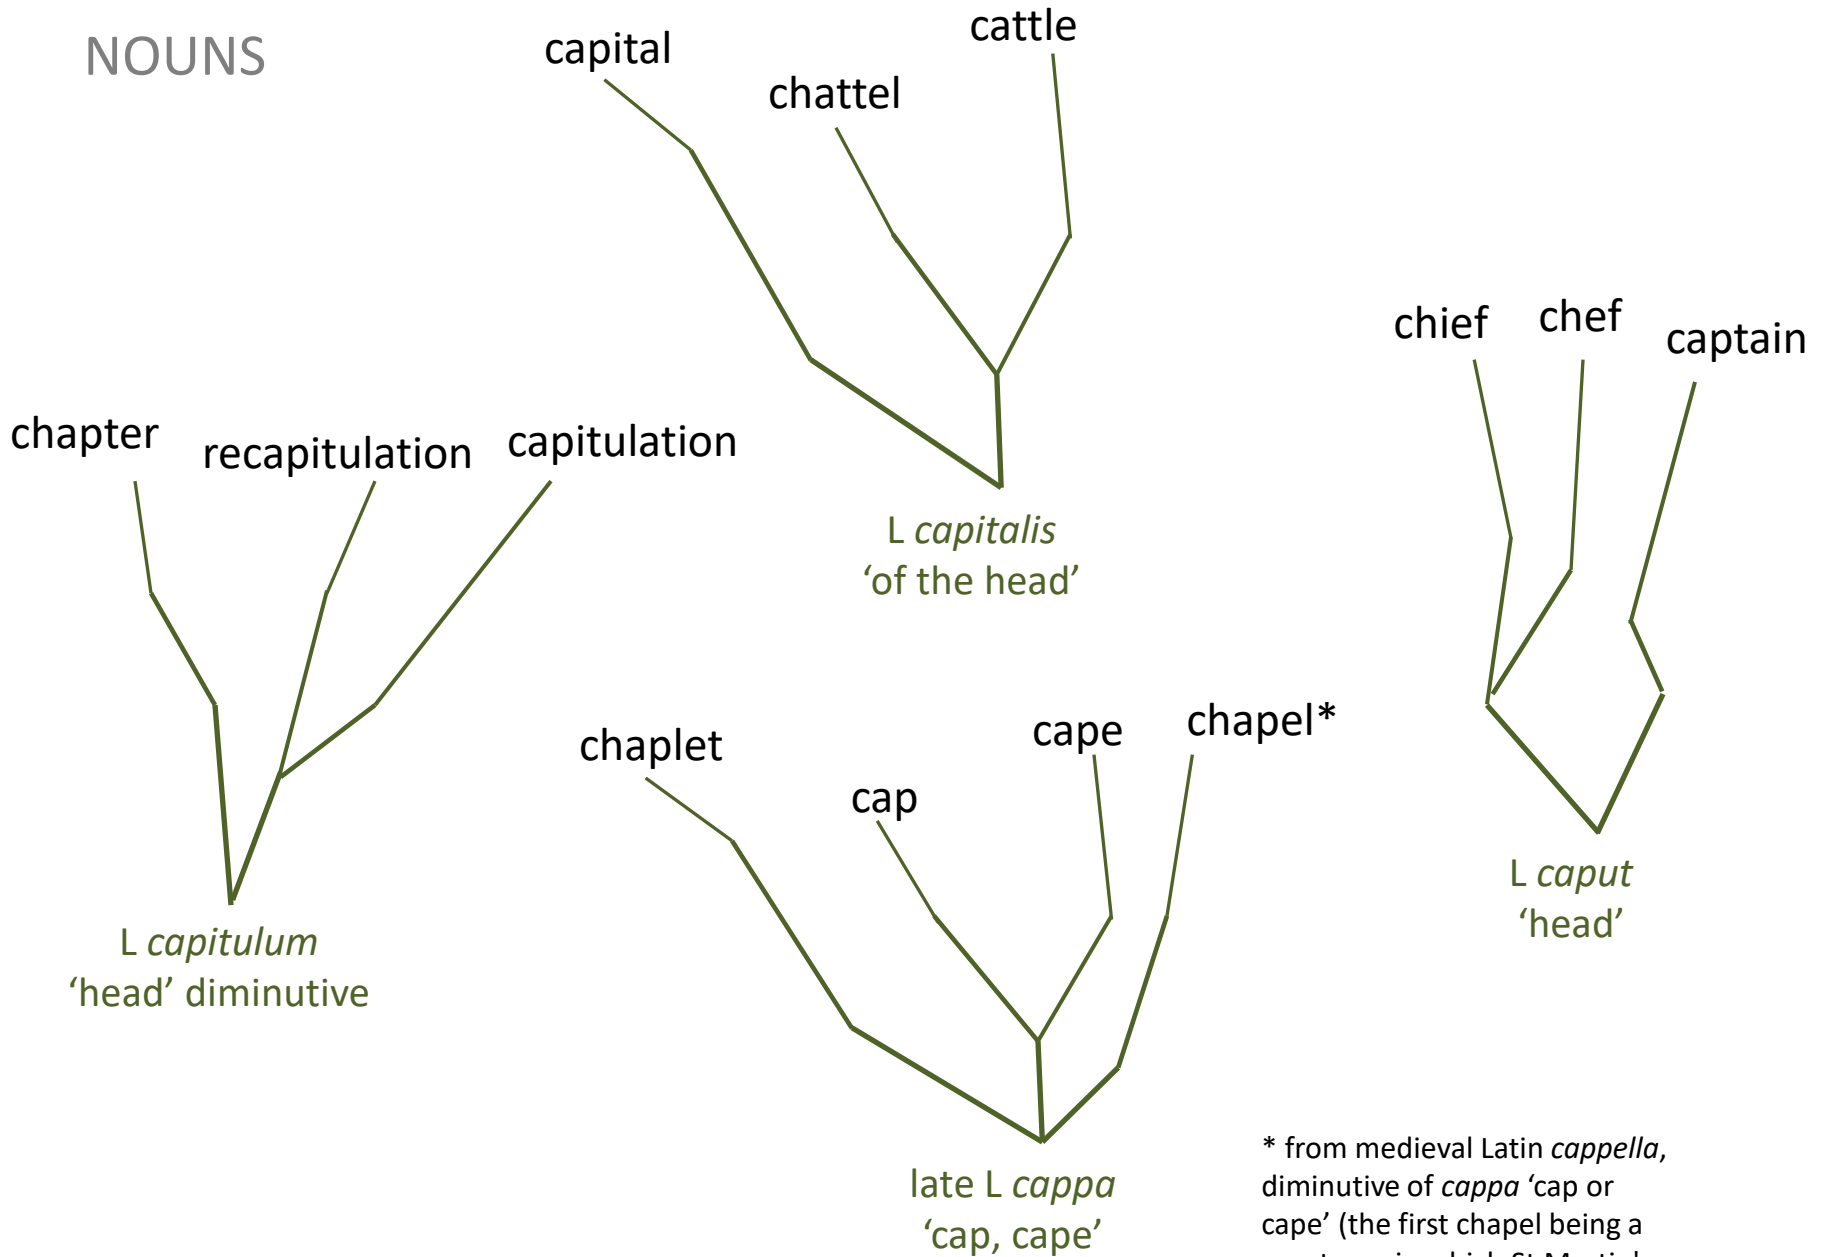 NOUNS
capital
chattel
cattle
L capitalis
‘of the head’
chief
chef
captain
L caput
‘head’
chapter
recapitulation
capitulation
L capitulum
‘head’ diminutive
chaplet
cap
cape
chapel*
late L cappa
‘cap, cape’
* from medieval Latin cappella,
diminutive of cappa ‘cap or
cape’ (the first chapel being a